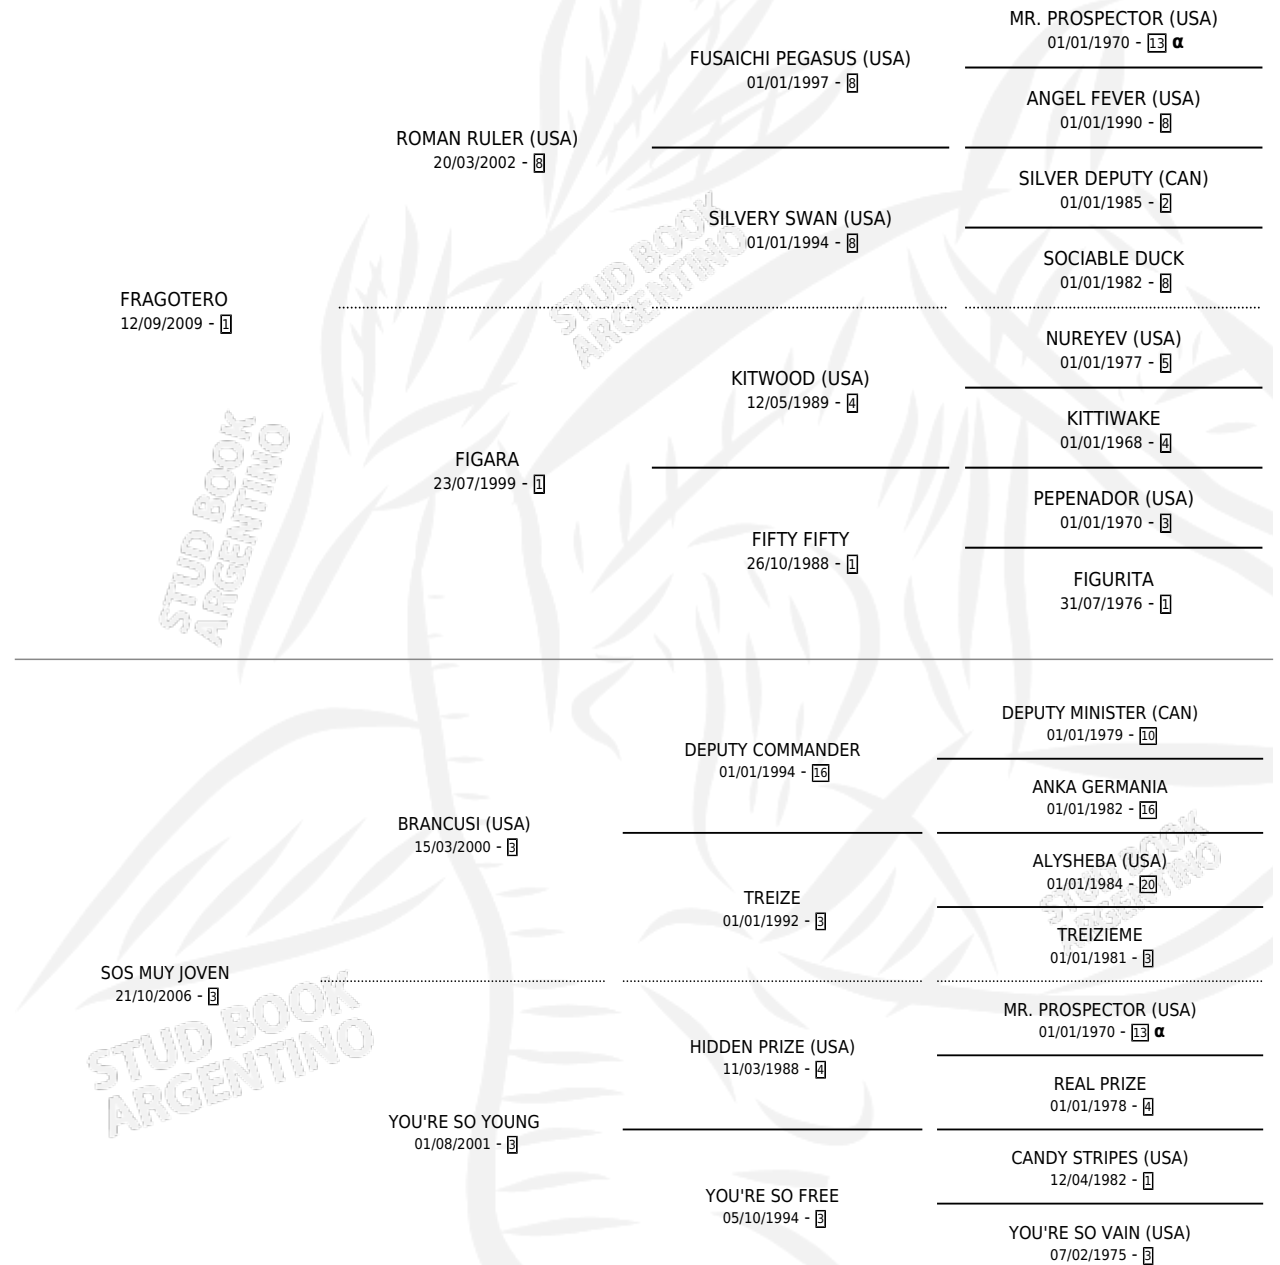 MR. PROSPECTOR (USA)
01/01/1970 - 13 α
FUSAICHI PEGASUS (USA)
01/01/1997 - 8
ANGEL FEVER (USA)
01/01/1990 - 8
ROMAN RULER (USA)
20/03/2002 - 8
SILVER DEPUTY (CAN)
01/01/1985 - 2
SILVERY SWAN (USA)
01/01/1994 - 8
SOCIABLE DUCK
01/01/1982 - 8
FRAGOTERO
12/09/2009 - 1
NUREYEV (USA)
01/01/1977 - 5
KITWOOD (USA)
12/05/1989 - 4
KITTIWAKE
01/01/1968 - 4
FIGARA
23/07/1999 - 1
PEPENADOR (USA)
01/01/1970 - 3
FIFTY FIFTY
26/10/1988 - 1
FIGURITA
31/07/1976 - 1
DEPUTY MINISTER (CAN)
01/01/1979 - 10
DEPUTY COMMANDER
01/01/1994 - 16
ANKA GERMANIA
01/01/1982 - 16
BRANCUSI (USA)
15/03/2000 - 3
ALYSHEBA (USA)
01/01/1984 - 20
TREIZE
01/01/1992 - 3
TREIZIEME
01/01/1981 - 3
SOS MUY JOVEN
21/10/2006 - 3
MR. PROSPECTOR (USA)
01/01/1970 - 13 α
HIDDEN PRIZE (USA)
11/03/1988 - 4
REAL PRIZE
01/01/1978 - 4
YOU'RE SO YOUNG
01/08/2001 - 3
CANDY STRIPES (USA)
12/04/1982 - 1
YOU'RE SO FREE
05/10/1994 - 3
YOU'RE SO VAIN (USA)
07/02/1975 - 3
STUD BOOK
ARGENTINO
STUD BOOK
ARGENTINO
STUD BOOK
ARGENTINO
STUD BOOK
ARGENTINO